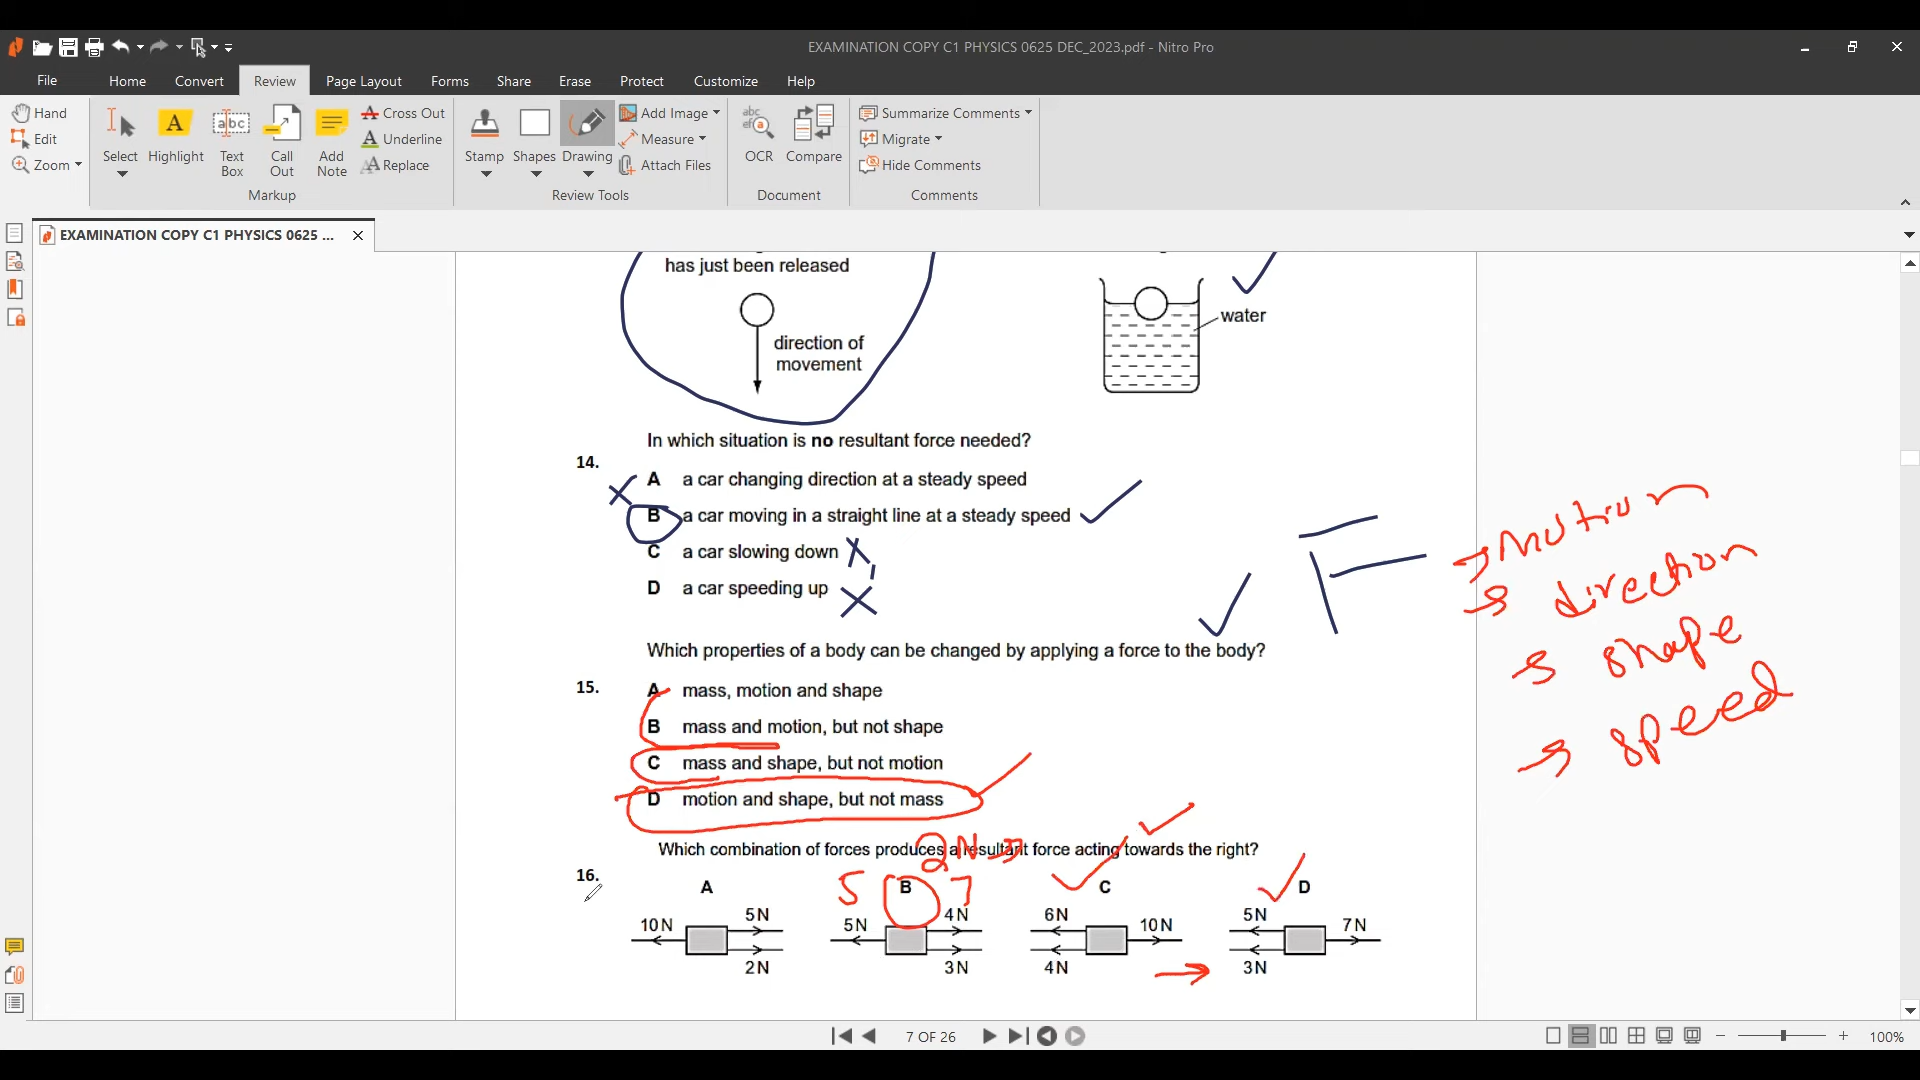 EXAMINATION COPY C1 PHYSICS 0625 DEC_2023.pdf - Nitro Pro
File Home Convert Review Page Layout Forms Share Erase Protect Customize Help
Hand
Edit
Zoom
Select
Highlight
Text Box
Call Out
Add Note
Cross Out
Underline
Replace
Markup
Stamp
Shapes
Drawing
Add Image
Measure
Attach Files
Review Tools
OCR
Compare
Document
Summarize Comments
Migrate
Hide Comments
Comments
EXAMINATION COPY C1 PHYSICS 0625 ...
has just been released
direction of
movement
water
In which situation is no resultant force needed?
14.
A a car changing direction at a steady speed
B a car moving in a straight line at a steady speed
C a car slowing down
D a car speeding up
F
motion
direction
shape
speed
Which properties of a body can be changed by applying a force to the body?
15.
A mass, motion and shape
B mass and motion, but not shape
C mass and shape, but not motion
D motion and shape, but not mass
2N
Which combination of forces produces a resultant force acting towards the right?
16.
A 5 B 7 C D
10N 5N 2N
5N 4N 3N
6N 4N 10N
5N 3N 7N
7 OF 26
100%